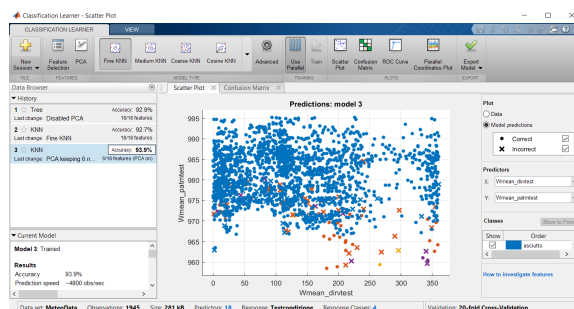 Classification Learner - Scatter Plot
CLASSIFICATION LEARNER VIEW
New Session
Feature Selection
PCA
Fine KNN
Medium KNN
Coarse KNN
Cosine KNN
Advanced
Use Parallel
Train
Scatter Plot
Confusion Matrix
ROC Curve
Parallel Coordinates Plot
Export Model
FILE FEATURES MODEL TYPE TRAINING PLOTS EXPORT
Data Browser
History
1 Tree Accuracy: 92.9%
Last change: Disabled PCA 18/18 features
2 KNN Accuracy: 92.7%
Last change: Fine KNN 18/18 features
3 KNN Accuracy: 93.9%
Last change: PCA keeping 6 n... 6/18 features (PCA on)
Current Model
Model 3: Trained
Results
Accuracy 93.9%
Prediction speed ~4800 obs/sec
Scatter Plot Confusion Matrix
Predictions: model 3
995
990
985
980
975
970
965
960
Wmean_patmtest
0 50 100 150 200 250 300 350
Wmean_dirvtest
Plot
Data
Model predictions
Correct
Incorrect
Predictors
X: Wmean_dirvtest
Y: Wmean_patmtest
Classes Move to Front
Show Order
asciutto
How to investigate features
Data set: MeteoData Observations: 1945 Size: 281 kB Predictors: 18 Response: Testconditione Response Classes: 4 Validation: 20-fold Cross-Validation